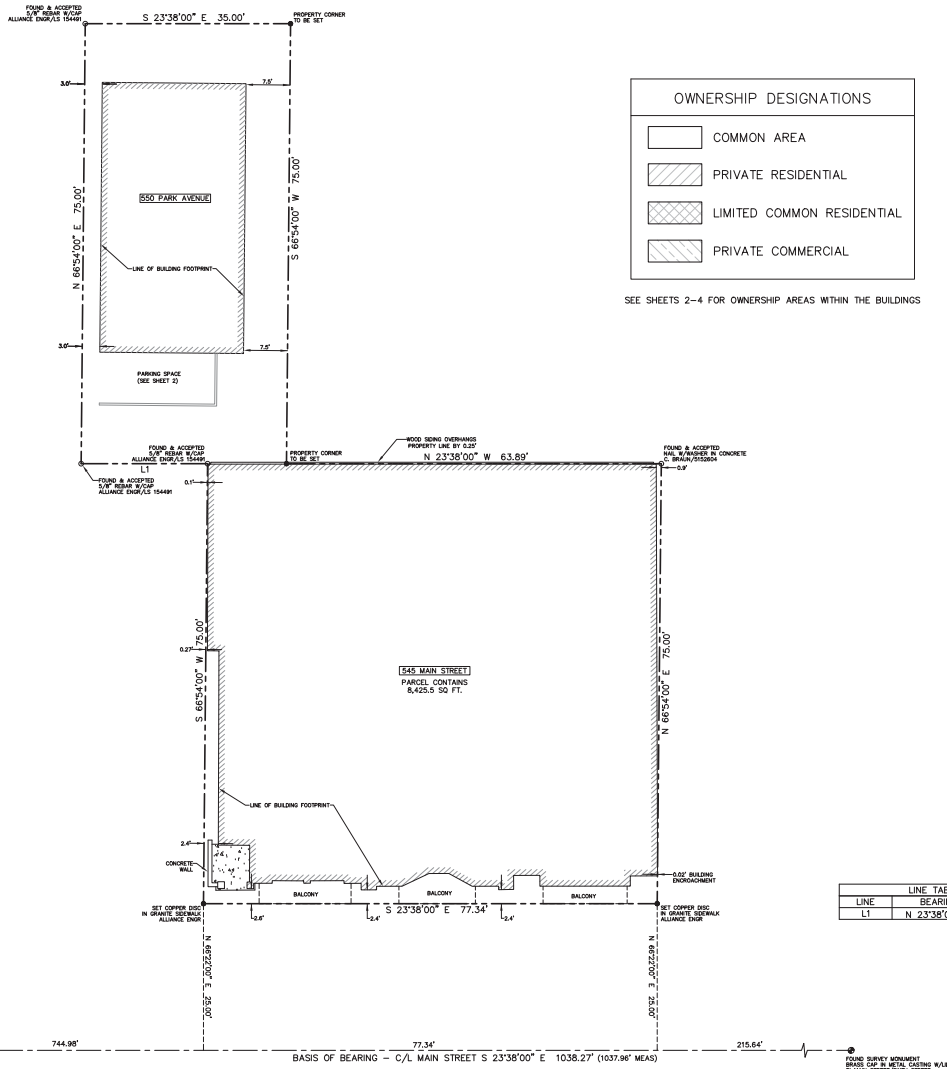 FOUND & ACCEPTED
5/8" REBAR W/CAP
ALLIANCE ENGR/LS 154491
S 23°38'00" E 35.00'
PROPERTY CORNER
TO BE SET
3.0'
7.5'
N 66°54'00" E 75.00'
550 PARK AVENUE
S 66°54'00" W 75.00'
LINE OF BUILDING FOOTPRINT
3.0'
7.5'
PARKING SPACE
(SEE SHEET 2)
OWNERSHIP DESIGNATIONS
COMMON AREA
PRIVATE RESIDENTIAL
LIMITED COMMON RESIDENTIAL
PRIVATE COMMERCIAL
SEE SHEETS 2-4 FOR OWNERSHIP AREAS WITHIN THE BUILDINGS
FOUND & ACCEPTED
5/8" REBAR W/CAP
ALLIANCE ENGR/LS 154491
PROPERTY CORNER
TO BE SET
WOOD SIDING OVERHANGS
PROPERTY LINE BY 0.25'
N 23°38'00" W 63.89'
FOUND & ACCEPTED
NAIL W/WASHER IN CONCRETE
C. BRAUN/5152604
L1
FOUND & ACCEPTED
5/8" REBAR W/CAP
ALLIANCE ENGR/LS 154491
0.1'
0.9'
S 66°54'00" W 75.00'
0.27'
545 MAIN STREET
PARCEL CONTAINS
8,425.5 SQ FT.
N 66°54'00" E 75.00'
LINE OF BUILDING FOOTPRINT
2.4'
CONCRETE
WALL
BALCONY
BALCONY
BALCONY
0.02' BUILDING
ENCROACHMENT
SET COPPER DISC
IN GRANITE SIDEWALK
ALLIANCE ENGR
2.6'
2.4'
S 23°38'00" E 77.34'
2.4'
SET COPPER DISC
IN GRANITE SIDEWALK
ALLIANCE ENGR
LINE TAB
LINE
BEARI
L1
N 23°38'0
N 66°22'00" E 25.00'
N 66°22'00" E 25.00'
744.98'
77.34'
215.64'
BASIS OF BEARING - C/L MAIN STREET S 23°38'00" E 1038.27' (1037.96' MEAS)
FOUND SURVEY MONUMENT
BRASS CAP IN METAL CASTING W/LI